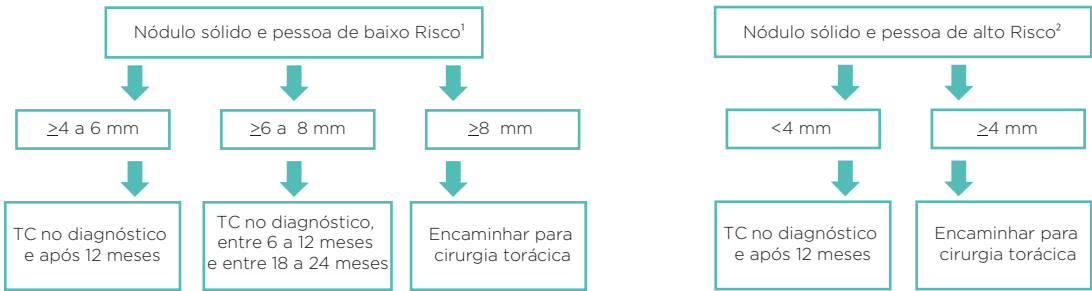 Nódulo sólido e pessoa de baixo Risco¹
≥4 a 6 mm
≥6 a 8 mm
≥8 mm
TC no diagnóstico
e após 12 meses
TC no diagnóstico,
entre 6 a 12 meses
e entre 18 a 24 meses
Encaminhar para
cirurgia torácica
Nódulo sólido e pessoa de alto Risco²
<4 mm
≥4 mm
TC no diagnóstico
e após 12 meses
Encaminhar para
cirurgia torácica